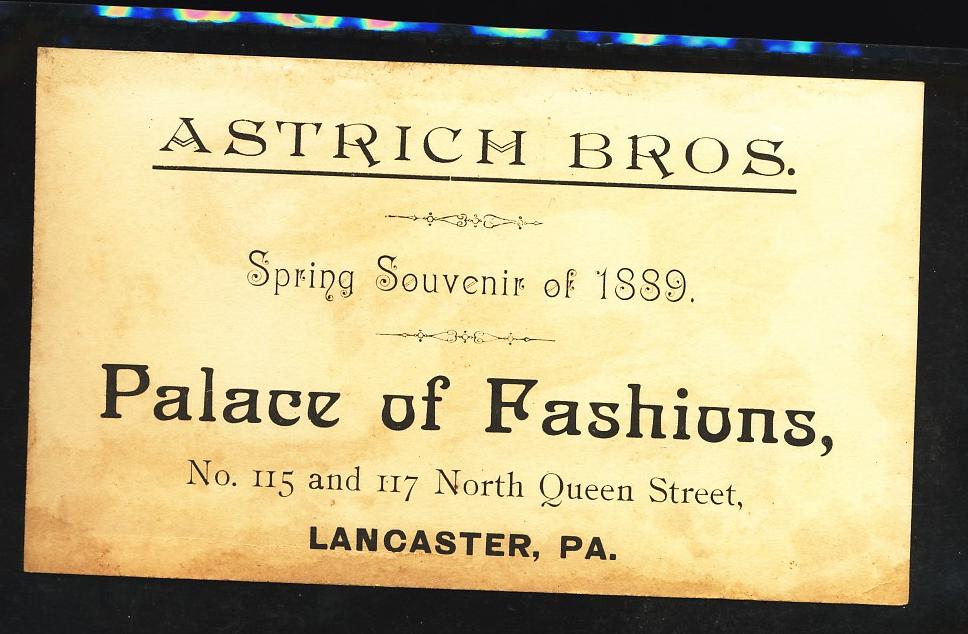 ASTRICH BROS.
Spring Souvenir of 1889.
Palace of Fashions,
No. 115 and 117 North Queen Street,
LANCASTER, PA.